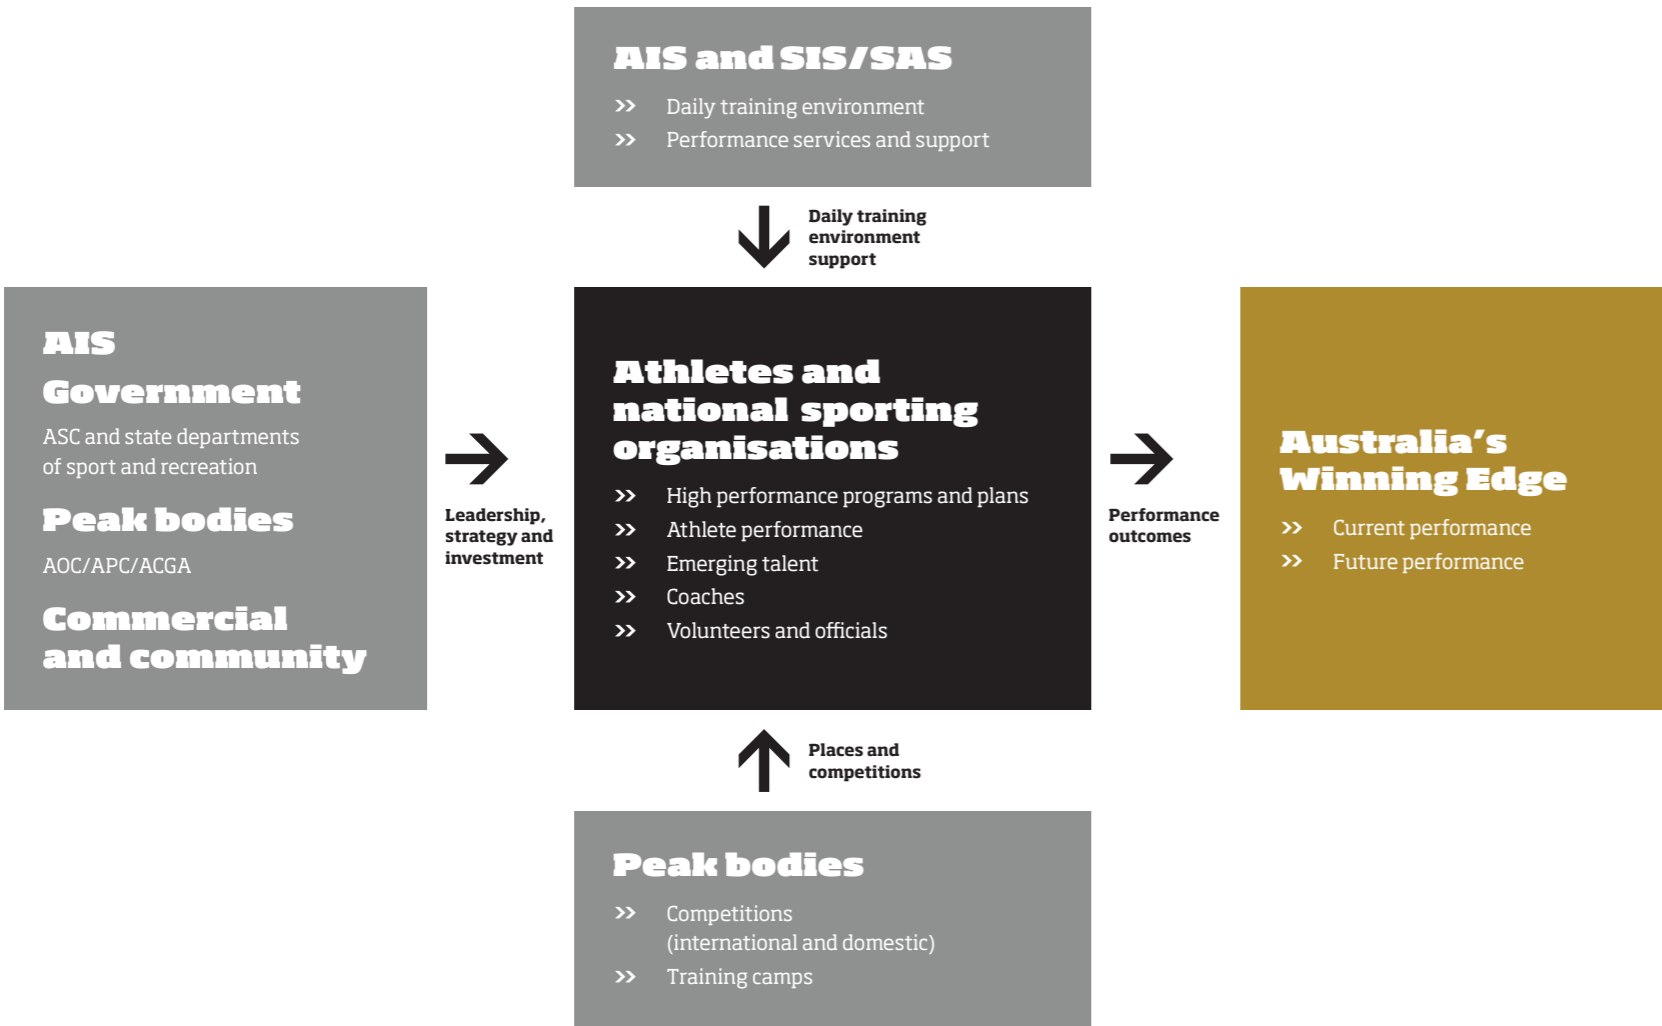 AIS and SIS/SAS
>> Daily training environment
>> Performance services and support
Daily training
environment
support
AIS
Government
ASC and state departments
of sport and recreation
Peak bodies
AOC/APC/ACGA
Commercial
and community
Leadership,
strategy and
investment
Athletes and
national sporting
organisations
>> High performance programs and plans
>> Athlete performance
>> Emerging talent
>> Coaches
>> Volunteers and officials
Performance
outcomes
Australia’s
Winning Edge
>> Current performance
>> Future performance
Places and
competitions
Peak bodies
>> Competitions
(international and domestic)
>> Training camps